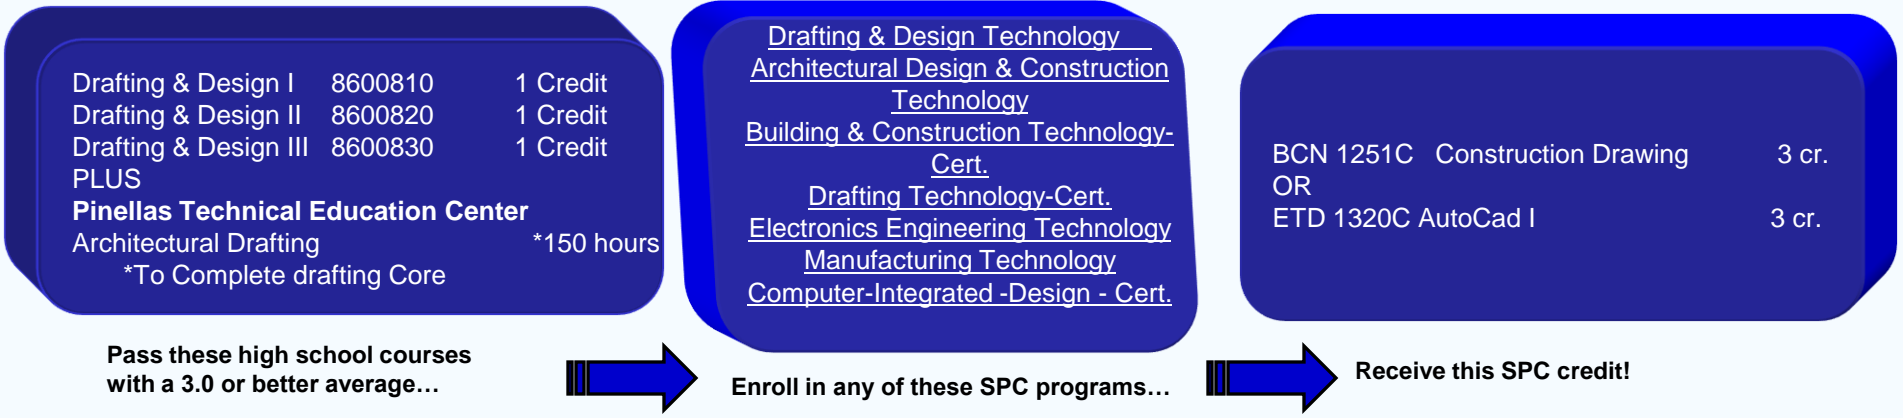 Drafting & Design I 8600810 1 Credit
Drafting & Design II 8600820 1 Credit
Drafting & Design III 8600830 1 Credit
PLUS
Pinellas Technical Education Center
Architectural Drafting *150 hours
*To Complete drafting Core
Pass these high school courses
with a 3.0 or better average…
Drafting & Design Technology
Architectural Design & Construction
Technology
Building & Construction Technology-
Cert.
Drafting Technology-Cert.
Electronics Engineering Technology
Manufacturing Technology
Computer-Integrated -Design - Cert.
Enroll in any of these SPC programs…
BCN 1251C Construction Drawing 3 cr.
OR
ETD 1320C AutoCad I 3 cr.
Receive this SPC credit!